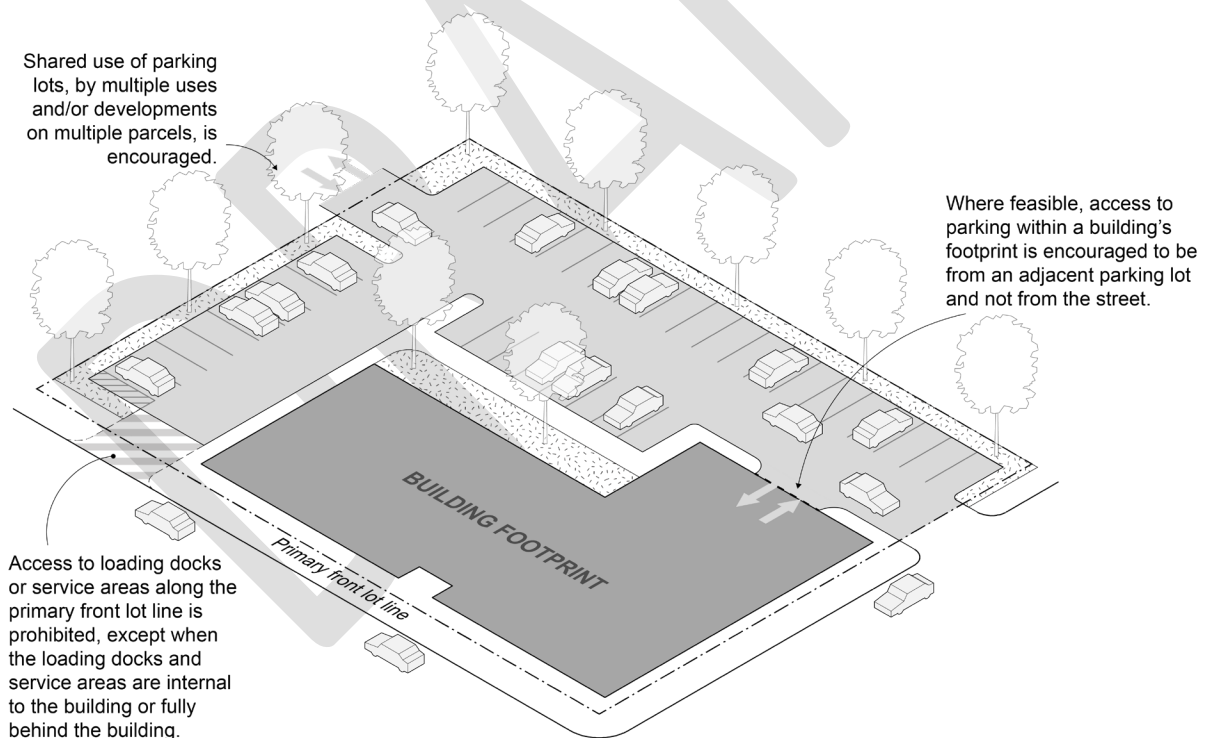 Shared use of parking
lots, by multiple uses
and/or developments
on multiple parcels, is
encouraged.
Where feasible, access to
parking within a building’s
footprint is encouraged to be
from an adjacent parking lot
and not from the street.
BUILDING FOOTPRINT
Primary front lot line
Access to loading docks
or service areas along the
primary front lot line is
prohibited, except when
the loading docks and
service areas are internal
to the building or fully
behind the building.